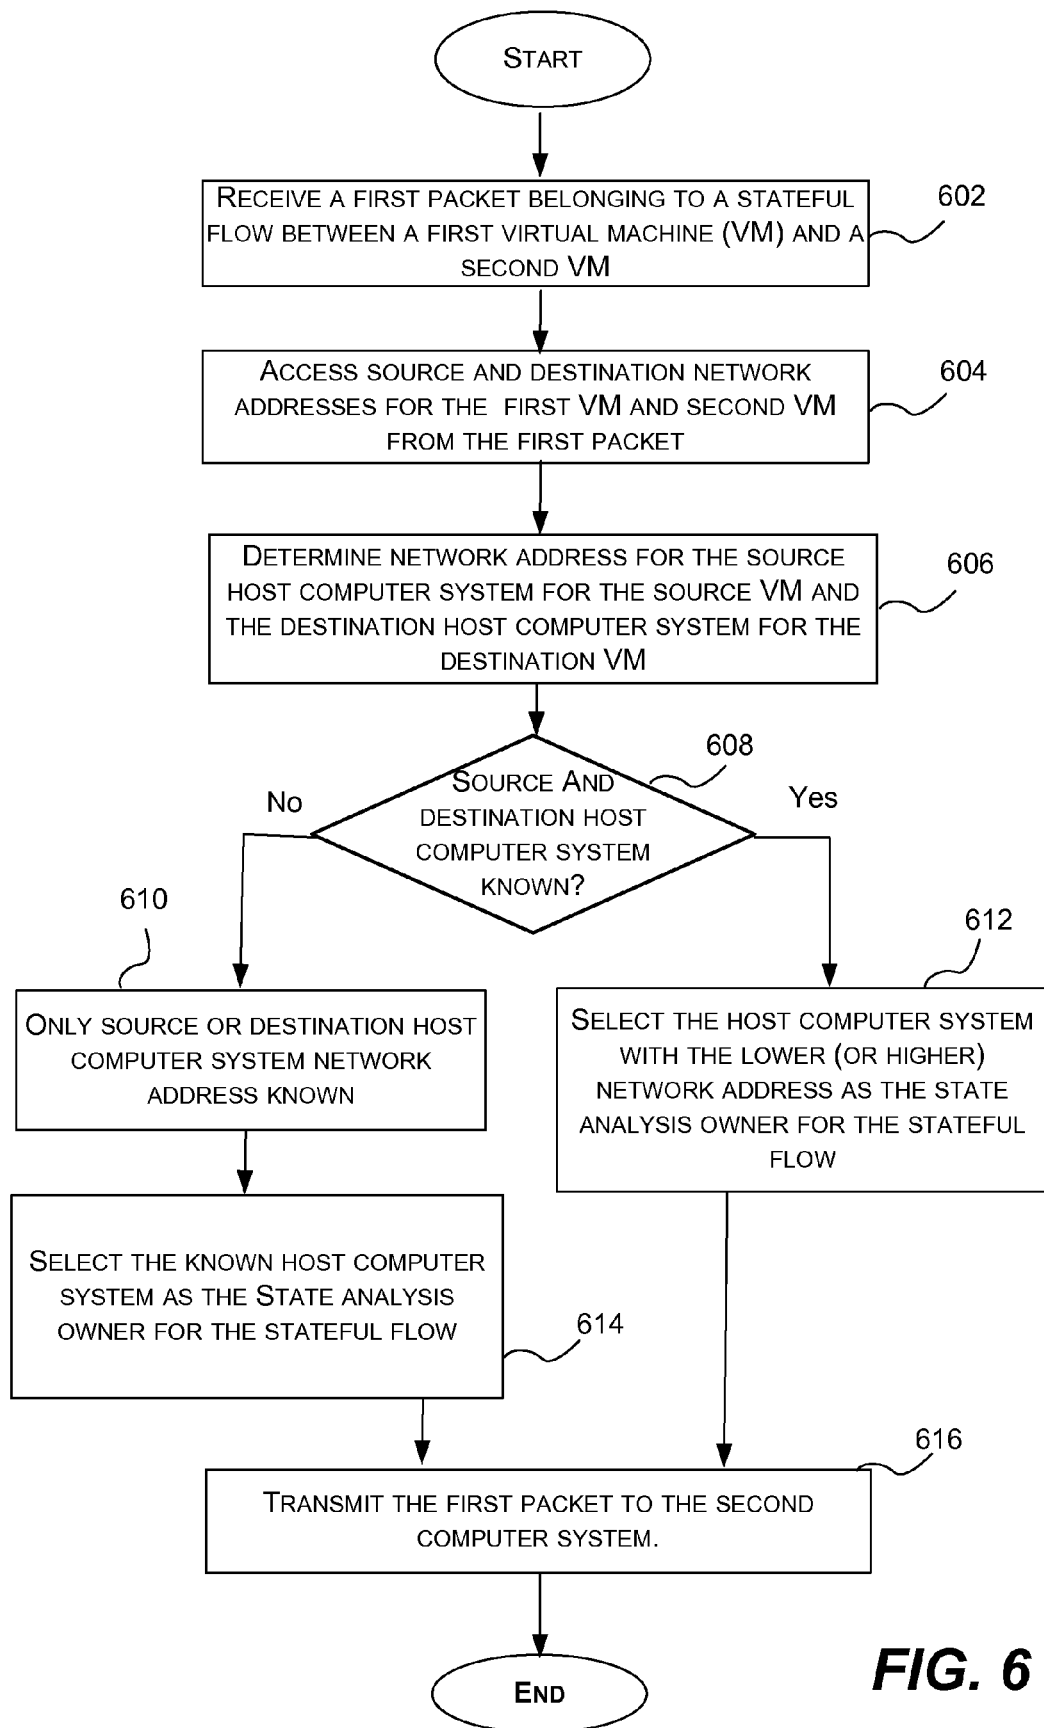 START
RECEIVE A FIRST PACKET BELONGING TO A STATEFUL
FLOW BETWEEN A FIRST VIRTUAL MACHINE (VM) AND A
SECOND VM
602
ACCESS SOURCE AND DESTINATION NETWORK
ADDRESSES FOR THE FIRST VM AND SECOND VM
FROM THE FIRST PACKET
604
DETERMINE NETWORK ADDRESS FOR THE SOURCE
HOST COMPUTER SYSTEM FOR THE SOURCE VM AND
THE DESTINATION HOST COMPUTER SYSTEM FOR THE
DESTINATION VM
606
608
SOURCE AND
DESTINATION HOST
COMPUTER SYSTEM
KNOWN?
No
Yes
610
ONLY SOURCE OR DESTINATION HOST
COMPUTER SYSTEM NETWORK
ADDRESS KNOWN
612
SELECT THE HOST COMPUTER SYSTEM
WITH THE LOWER (OR HIGHER)
NETWORK ADDRESS AS THE STATE
ANALYSIS OWNER FOR THE STATEFUL
FLOW
SELECT THE KNOWN HOST COMPUTER
SYSTEM AS THE STATE ANALYSIS
OWNER FOR THE STATEFUL FLOW
614
616
TRANSMIT THE FIRST PACKET TO THE SECOND
COMPUTER SYSTEM.
END
FIG. 6